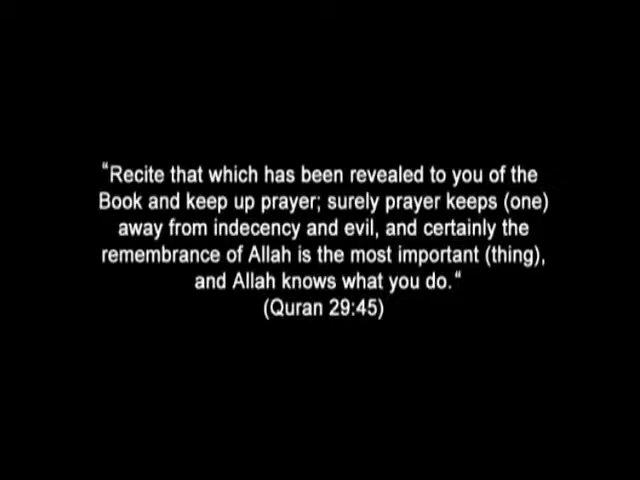 “Recite that which has been revealed to you of the
Book and keep up prayer; surely prayer keeps (one)
away from indecency and evil, and certainly the
remembrance of Allah is the most important (thing),
and Allah knows what you do.“
(Quran 29:45)